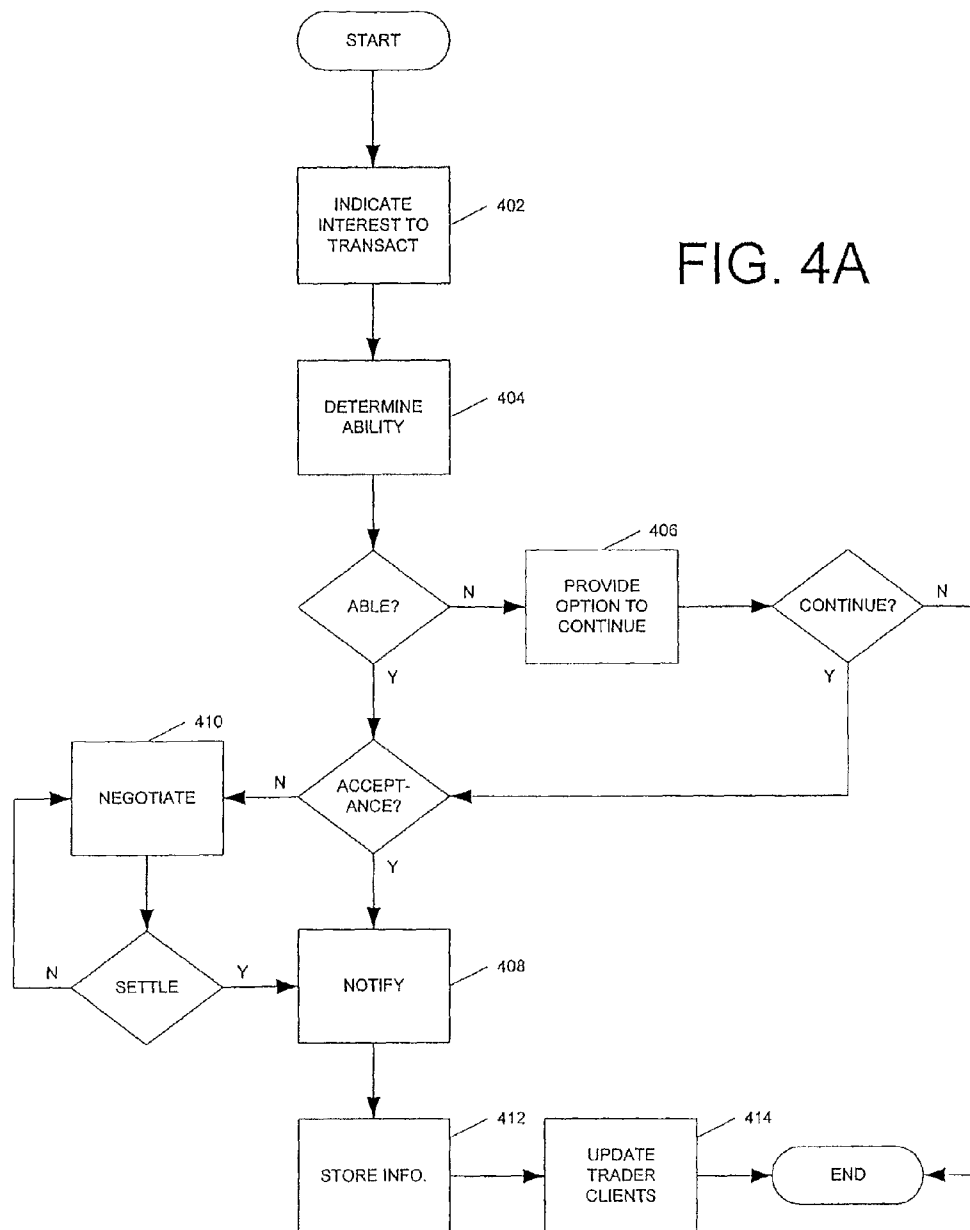 START
INDICATE
INTEREST TO
TRANSACT
402
FIG. 4A
DETERMINE
ABILITY
404
ABLE?
N
Y
406
PROVIDE
OPTION TO
CONTINUE
CONTINUE?
N
Y
410
NEGOTIATE
N
ACCEPT-
ANCE?
Y
N
SETTLE
Y
NOTIFY
408
STORE INFO.
412
UPDATE
TRADER
CLIENTS
414
END